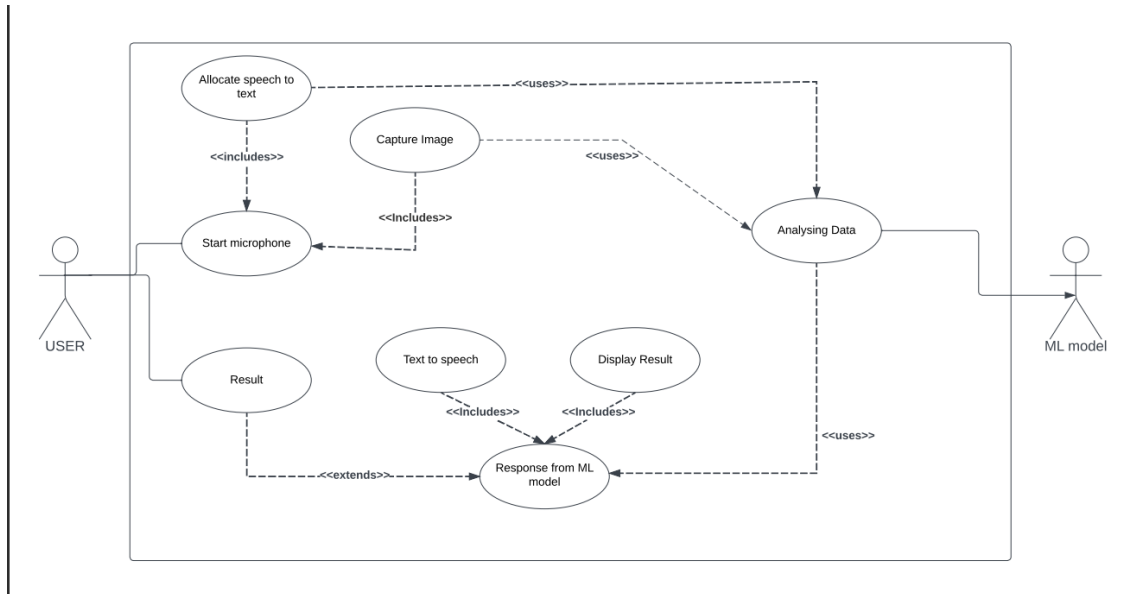 Allocate speech to
text
<<uses>>
Capture Image
<<includes>>
<<uses>>
<<Includes>>
Start microphone
Analysing Data
USER
ML model
Text to speech
Display Result
Result
<<Includes>>
<<Includes>>
<<uses>>
Response from ML
model
<<extends>>